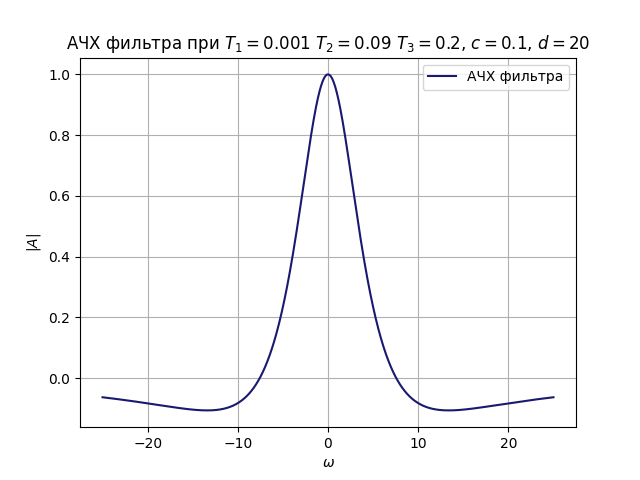 АЧХ фильтра при T₁ = 0.001 T₂ = 0.09 T₃ = 0.2, c = 0.1, d = 20
АЧХ фильтра
1.0
0.8
0.6
0.4
0.2
0.0
|A|
−20 −10 0 10 20
ω